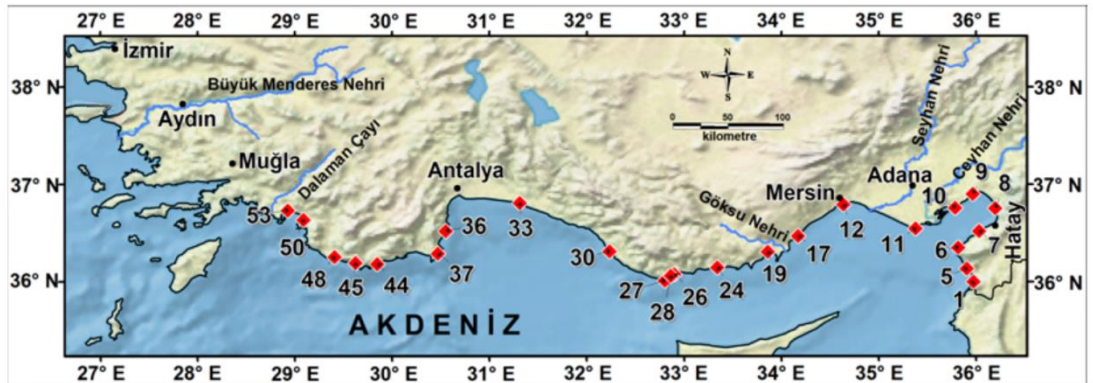 27° E 28° E 29° E 30° E 31° E 32° E 33° E 34° E 35° E 36° E
İzmir
N
W E
S
38° N
38° N
Büyük Menderes Nehri
0 50 100
kilometre
Seyhan Nehri
Ceyhan Nehri
Aydın
Dalaman Çayı
Muğla
Antalya
Adana
9
8
37° N
37° N
Mersin
10
Göksu Nehri
Hatay
53
36
33
12
11
7
50
30
17
6
48
45
44
37
27
28
26
24
19
5
1
36° N
36° N
AKDENİZ
27° E 28° E 29° E 30° E 31° E 32° E 33° E 34° E 35° E 36° E